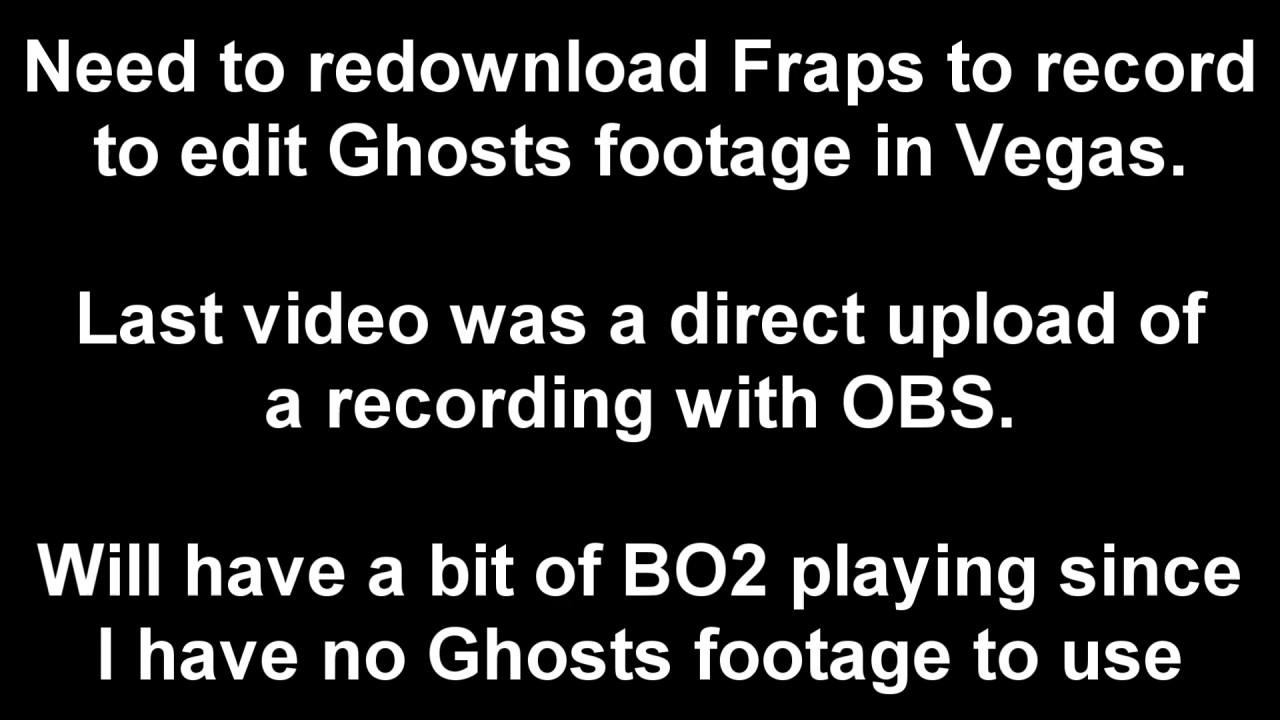 Need to redownload Fraps to record
to edit Ghosts footage in Vegas.
Last video was a direct upload of
a recording with OBS.
Will have a bit of BO2 playing since
I have no Ghosts footage to use